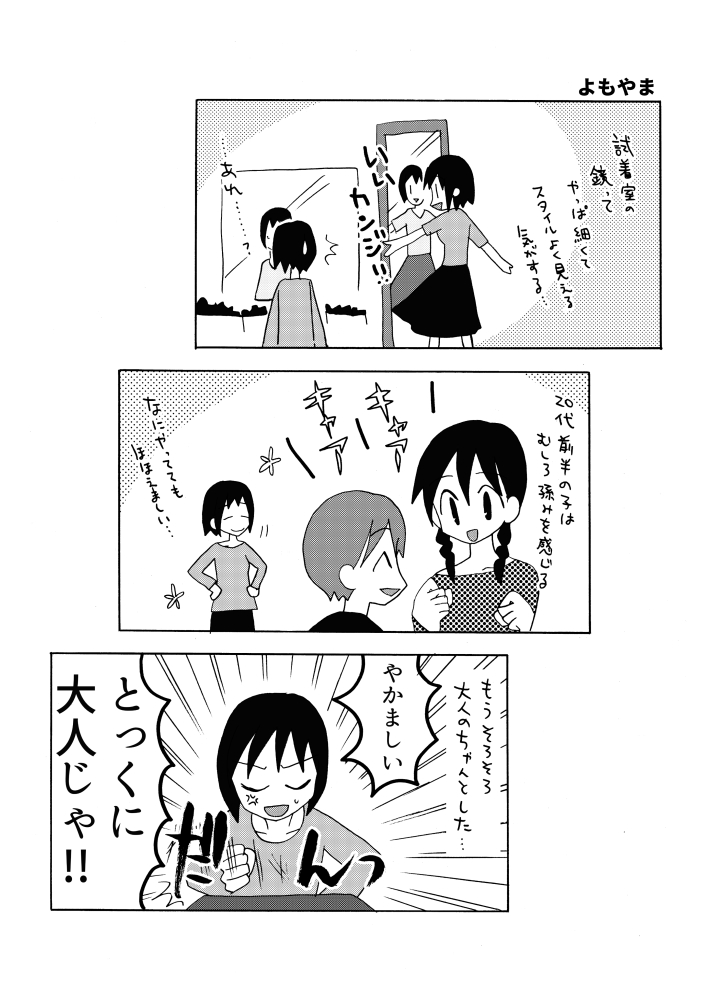 よもやま
試着室の
鏡って
やっぱ細くて
スタイルよく見える
気がする…
いい
カンジ!!
……あれ………?
20代前半の子は
むしろ孫みを感じる
キャアー
キャアー
なにやってても
ほほえましい…
もうそろそろ
大人のちゃんとした…
やかましい
とっくに
大人じゃ!!
だんっ